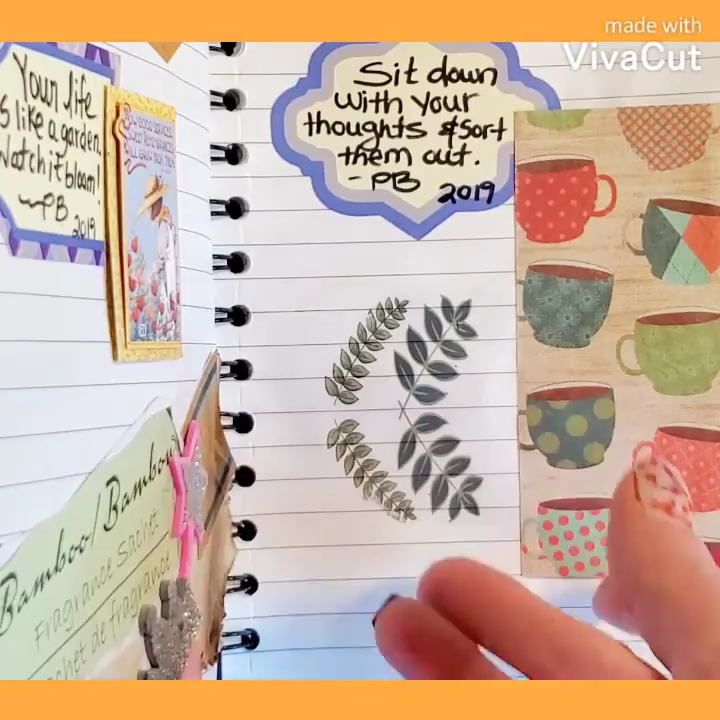 made with
VivaCut
Your life
is like a garden.
Watch it bloom!
~PB
2019
Sit down
with your
thoughts & sort
them out.
- PB 2019
Bamboo / Bambou
Fragrance Sachet
Sachet de fragrance